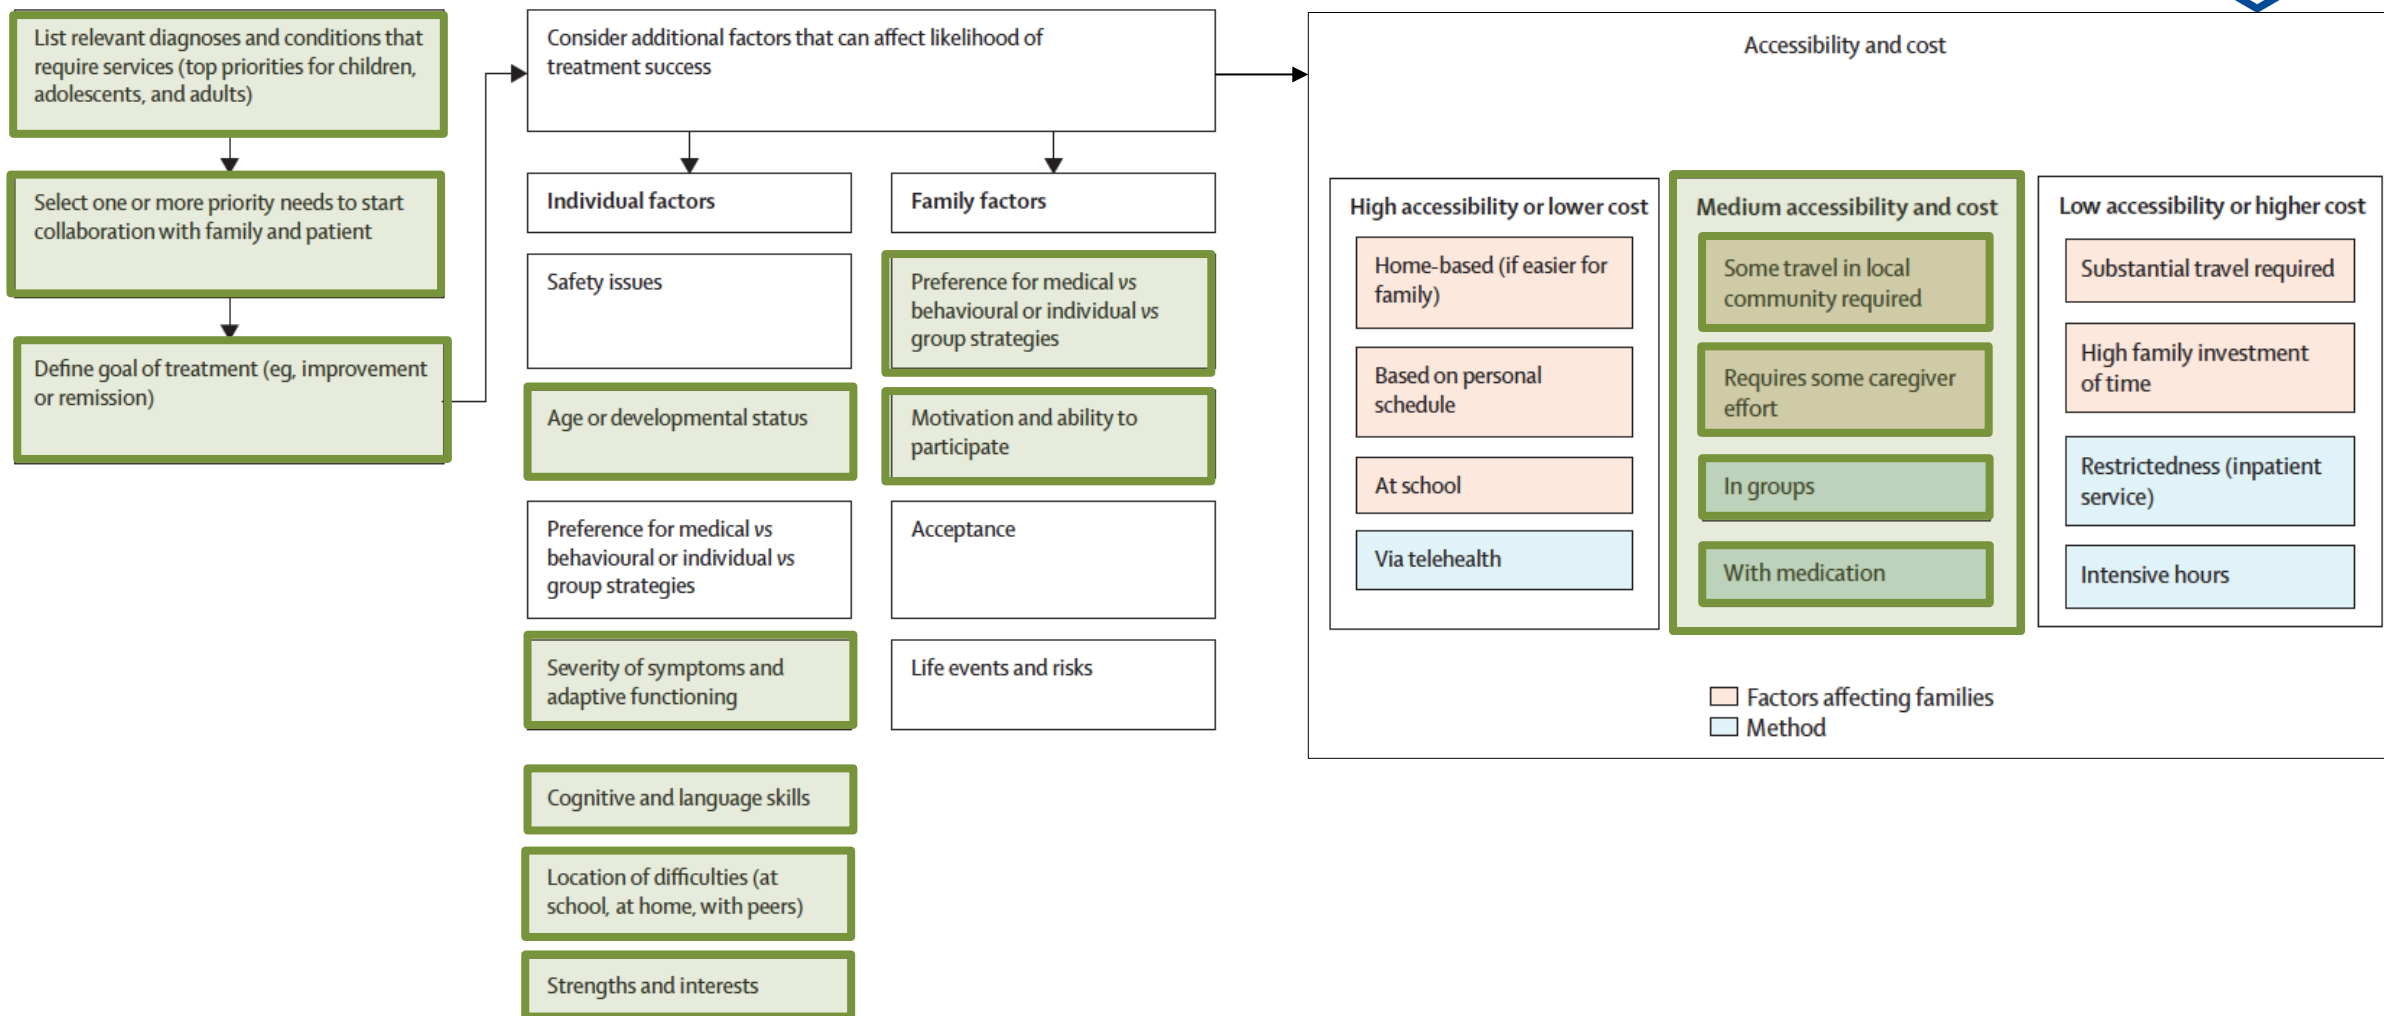 List relevant diagnoses and conditions that
require services (top priorities for children,
adolescents, and adults)
Select one or more priority needs to start
collaboration with family and patient
Define goal of treatment (eg, improvement
or remission)
Consider additional factors that can affect likelihood of
treatment success
Individual factors
Safety issues
Age or developmental status
Preference for medical vs
behavioural or individual vs
group strategies
Severity of symptoms and
adaptive functioning
Cognitive and language skills
Location of difficulties (at
school, at home, with peers)
Strengths and interests
Family factors
Preference for medical vs
behavioural or individual vs
group strategies
Motivation and ability to
participate
Acceptance
Life events and risks
Accessibility and cost
High accessibility or lower cost
Home-based (if easier for
family)
Based on personal
schedule
At school
Via telehealth
Medium accessibility and cost
Some travel in local
community required
Requires some caregiver
effort
In groups
With medication
Low accessibility or higher cost
Substantial travel required
High family investment
of time
Restrictedness (inpatient
service)
Intensive hours
Factors affecting families
Method